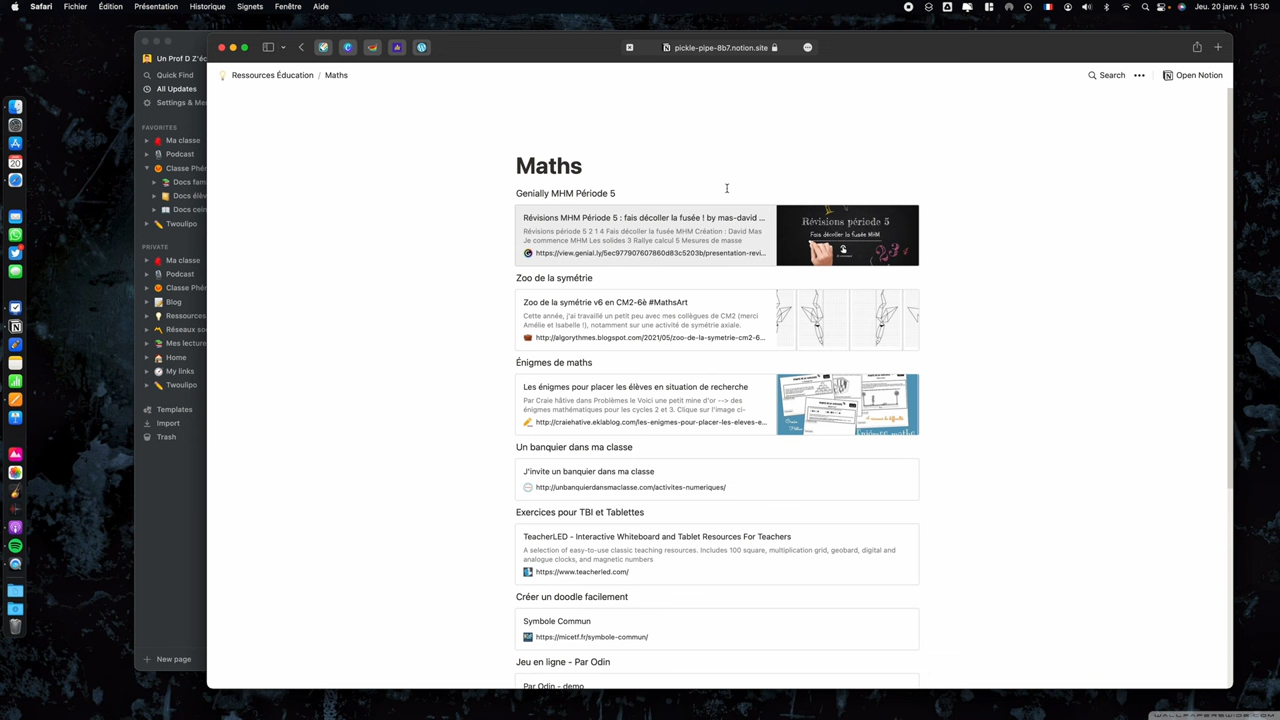 Safari Fichier Édition Présentation Historique Signets Fenêtre Aide
Jeu. 20 janv. à 15:30
Un Prof D Z'éc
Quick Find
All Updates
Settings & Me
FAVORITES
Ma classe
Podcast
Classe Phé
Docs fam
Docs élèv
Docs cein
Twoulipo
PRIVATE
Ma classe
Podcast
Classe Phé
Blog
Ressources
Réseaux soc
Mes lecture
Home
My links
Twoulipo
Templates
Import
Trash
New page
pickle-pipe-8b7.notion.site
Ressources Éducation / Maths
Search
Open Notion
Maths
Genially MHM Période 5
Révisions MHM Période 5 : fais décoller la fusée ! by mas-david ...
Révisions période 5 2 1 4 Fais décoller la fusée MHM Création : David Mas
Je commence MHM Les solides 3 Rallye calcul 5 Mesures de masse
https://view.genial.ly/5ec977907607860d83c5203b/presentation-revi...
Révisions période 5
Fais décoller la fusée MHM
Zoo de la symétrie
Zoo de la symétrie v6 en CM2-6è #MathsArt
Cette année, j'ai travaillé un petit peu avec mes collègues de CM2 (merci
Amélie et Isabelle !), notamment sur une activité de symétrie axiale.
http://algorythmes.blogspot.com/2021/05/zoo-de-la-symetrie-cm2-6...
Énigmes de maths
Les énigmes pour placer les élèves en situation de recherche
Par Craie hâtive dans Problèmes le Voici une petit mine d'or --> des
énigmes mathématiques pour les cycles 2 et 3. Clique sur l'image ci-
http://craiehative.eklablog.com/les-enigmes-pour-placer-les-eleves-e...
Un banquier dans ma classe
J'invite un banquier dans ma classe
http://unbanquierdansmaclasse.com/activites-numeriques/
Exercices pour TBI et Tablettes
TeacherLED - Interactive Whiteboard and Tablet Resources For Teachers
A selection of easy-to-use classic teaching resources. Includes 100 square, multiplication grid, geobard, digital and
analogue clocks, and magnetic numbers
https://www.teacherled.com/
Créer un doodle facilement
Symbole Commun
https://micetf.fr/symbole-commun/
Jeu en ligne - Par Odin
Par Odin - demo
WALLPAPERSWIDE.COM